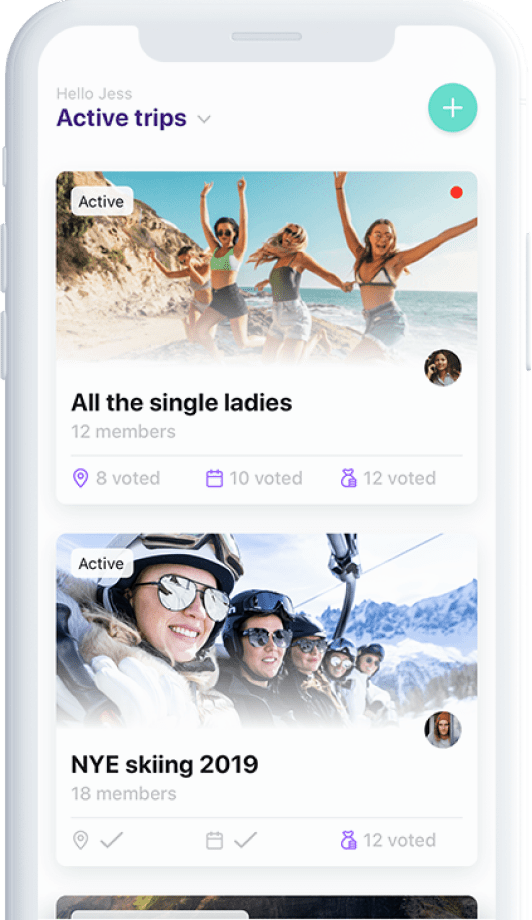 Hello Jess
Active trips
Active
All the single ladies
12 members
8 voted 10 voted 12 voted
Active
NYE skiing 2019
18 members
12 voted